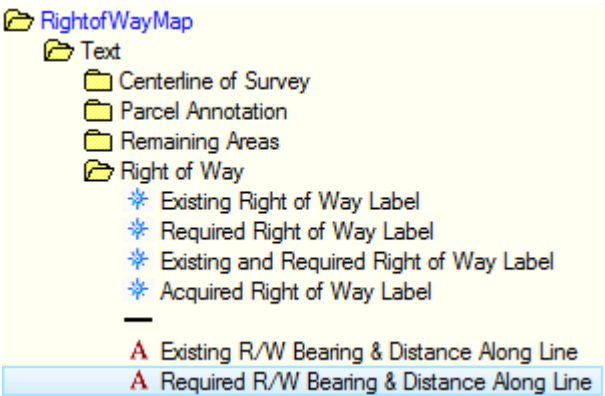 RightofWayMap
Text
Centerline of Survey
Parcel Annotation
Remaining Areas
Right of Way
Existing Right of Way Label
Required Right of Way Label
Existing and Required Right of Way Label
Acquired Right of Way Label
A Existing R/W Bearing & Distance Along Line
A Required R/W Bearing & Distance Along Line